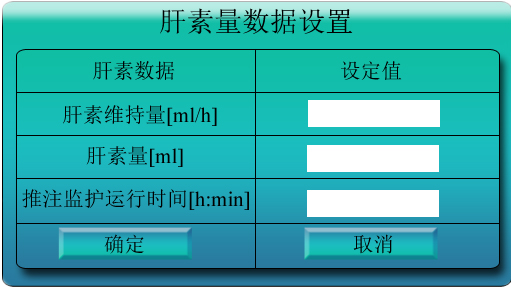 肝素量数据设置
肝素数据 设定值
肝素维持量[ml/h]
肝素量[ml]
推注监护运行时间[h:min]
确定 取消